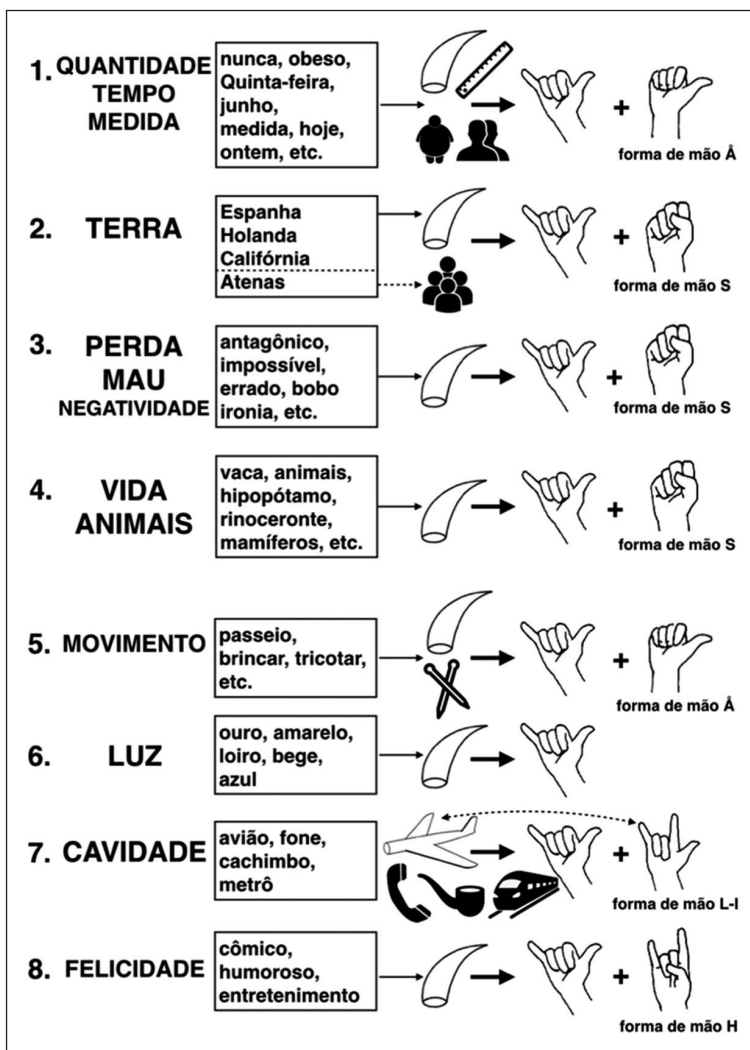 1. QUANTIDADE
TEMPO
MEDIDA
nunca, obeso,
Quinta-feira,
junho,
medida, hoje,
ontem, etc.
+
forma de mão Å
2. TERRA
Espanha
Holanda
Califórnia
Atenas
+
forma de mão S
3. PERDA
MAU
NEGATIVIDADE
antagônico,
impossível,
errado, bobo
ironia, etc.
+
forma de mão S
4. VIDA
ANIMAIS
vaca, animais,
hipopótamo,
rinoceronte,
mamíferos, etc.
+
forma de mão S
5. MOVIMENTO
passeio,
brincar, tricotar,
etc.
+
forma de mão Å
6. LUZ
ouro, amarelo,
loiro, bege,
azul
7. CAVIDADE
avião, fone,
cachimbo,
metrô
+
forma de mão L-I
8. FELICIDADE
cômico,
humoroso,
entretenimento
+
forma de mão H